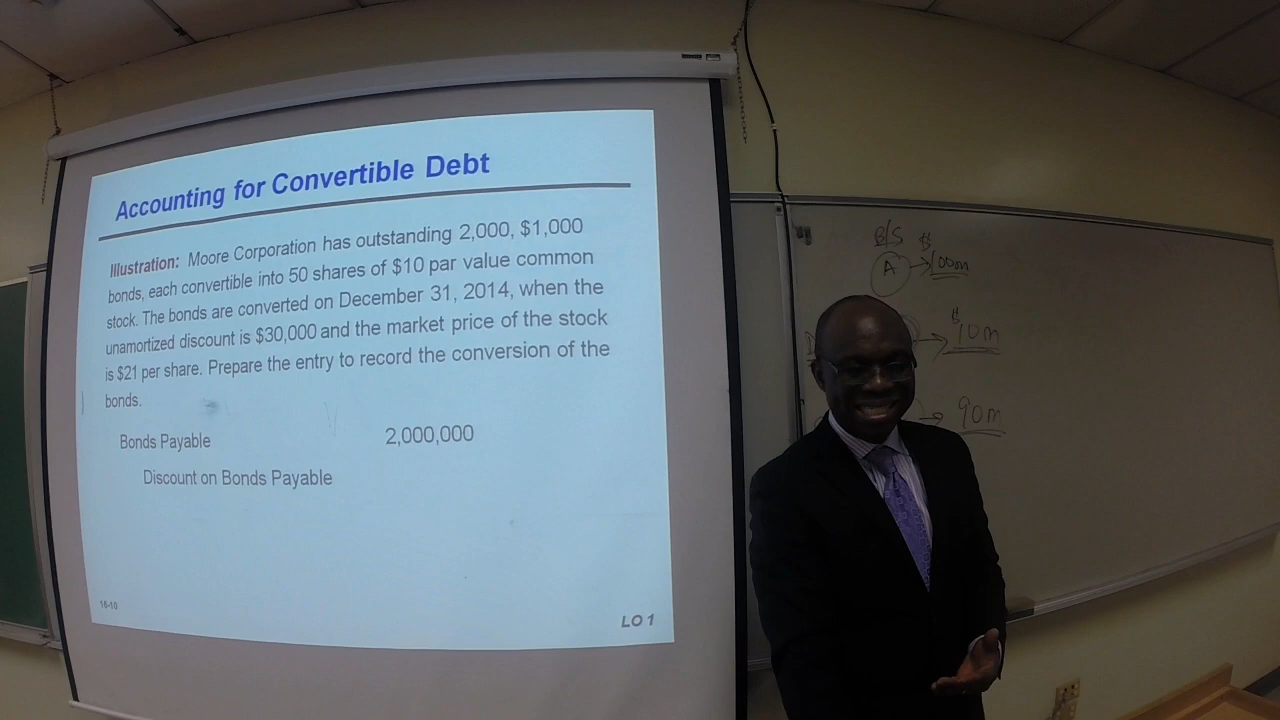 Accounting for Convertible Debt
Illustration: Moore Corporation has outstanding 2,000, $1,000
bonds, each convertible into 50 shares of $10 par value common
stock. The bonds are converted on December 31, 2014, when the
unamortized discount is $30,000 and the market price of the stock
is $21 per share. Prepare the entry to record the conversion of the
bonds.
Bonds Payable 2,000,000
Discount on Bonds Payable
16-10
LO 1
B/S
$
A 100m
$
10m
90m